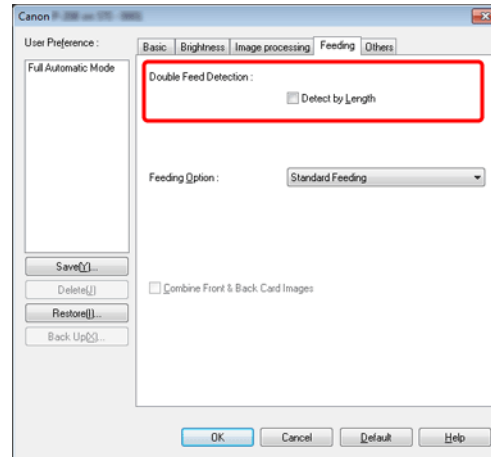 Canon
User Preference :
Full Automatic Mode
Save(Y)...
Delete(J)
Restore(I)...
Back Up(X)...
Basic Brightness Image processing Feeding Others
Double Feed Detection :
Detect by Length
Feeding Option : Standard Feeding
Combine Front & Back Card Images
OK Cancel Default Help